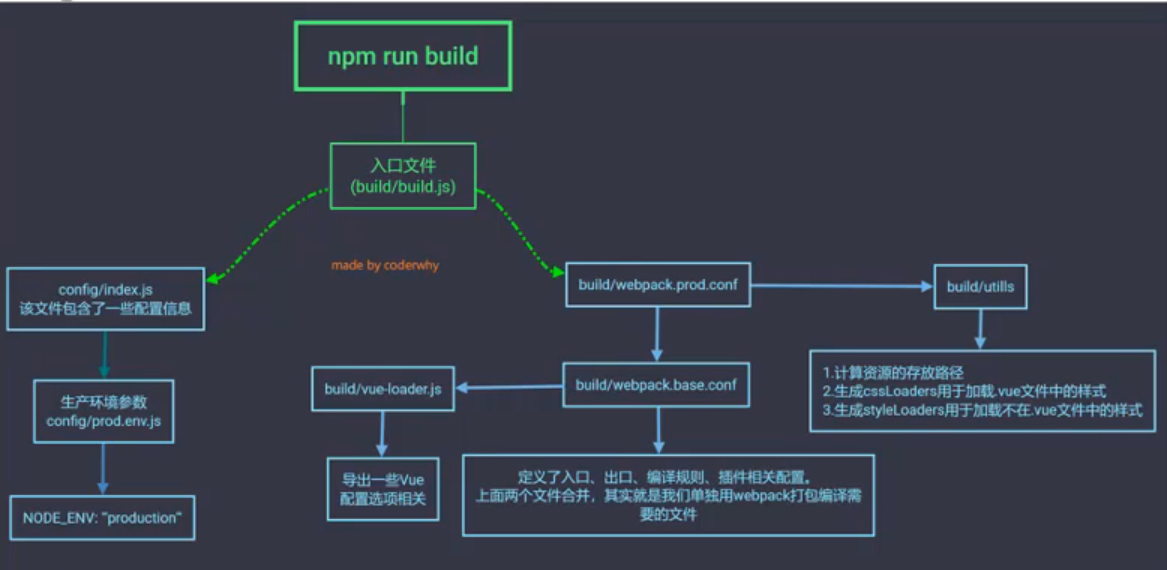 npm run build
入口文件
(build/build.js)
made by coderwhy
config/index.js
该文件包含了一些配置信息
build/webpack.prod.conf
build/utills
生产环境参数
config/prod.env.js
build/vue-loader.js
build/webpack.base.conf
1.计算资源的存放路径
2.生成cssLoaders用于加载.vue文件中的样式
3.生成styleLoaders用于加载不在.vue文件中的样式
NODE_ENV: '"production"'
导出一些Vue
配置选项相关
定义了入口、出口、编译规则、插件相关配置。
上面两个文件合并，其实就是我们单独用webpack打包编译需
要的文件